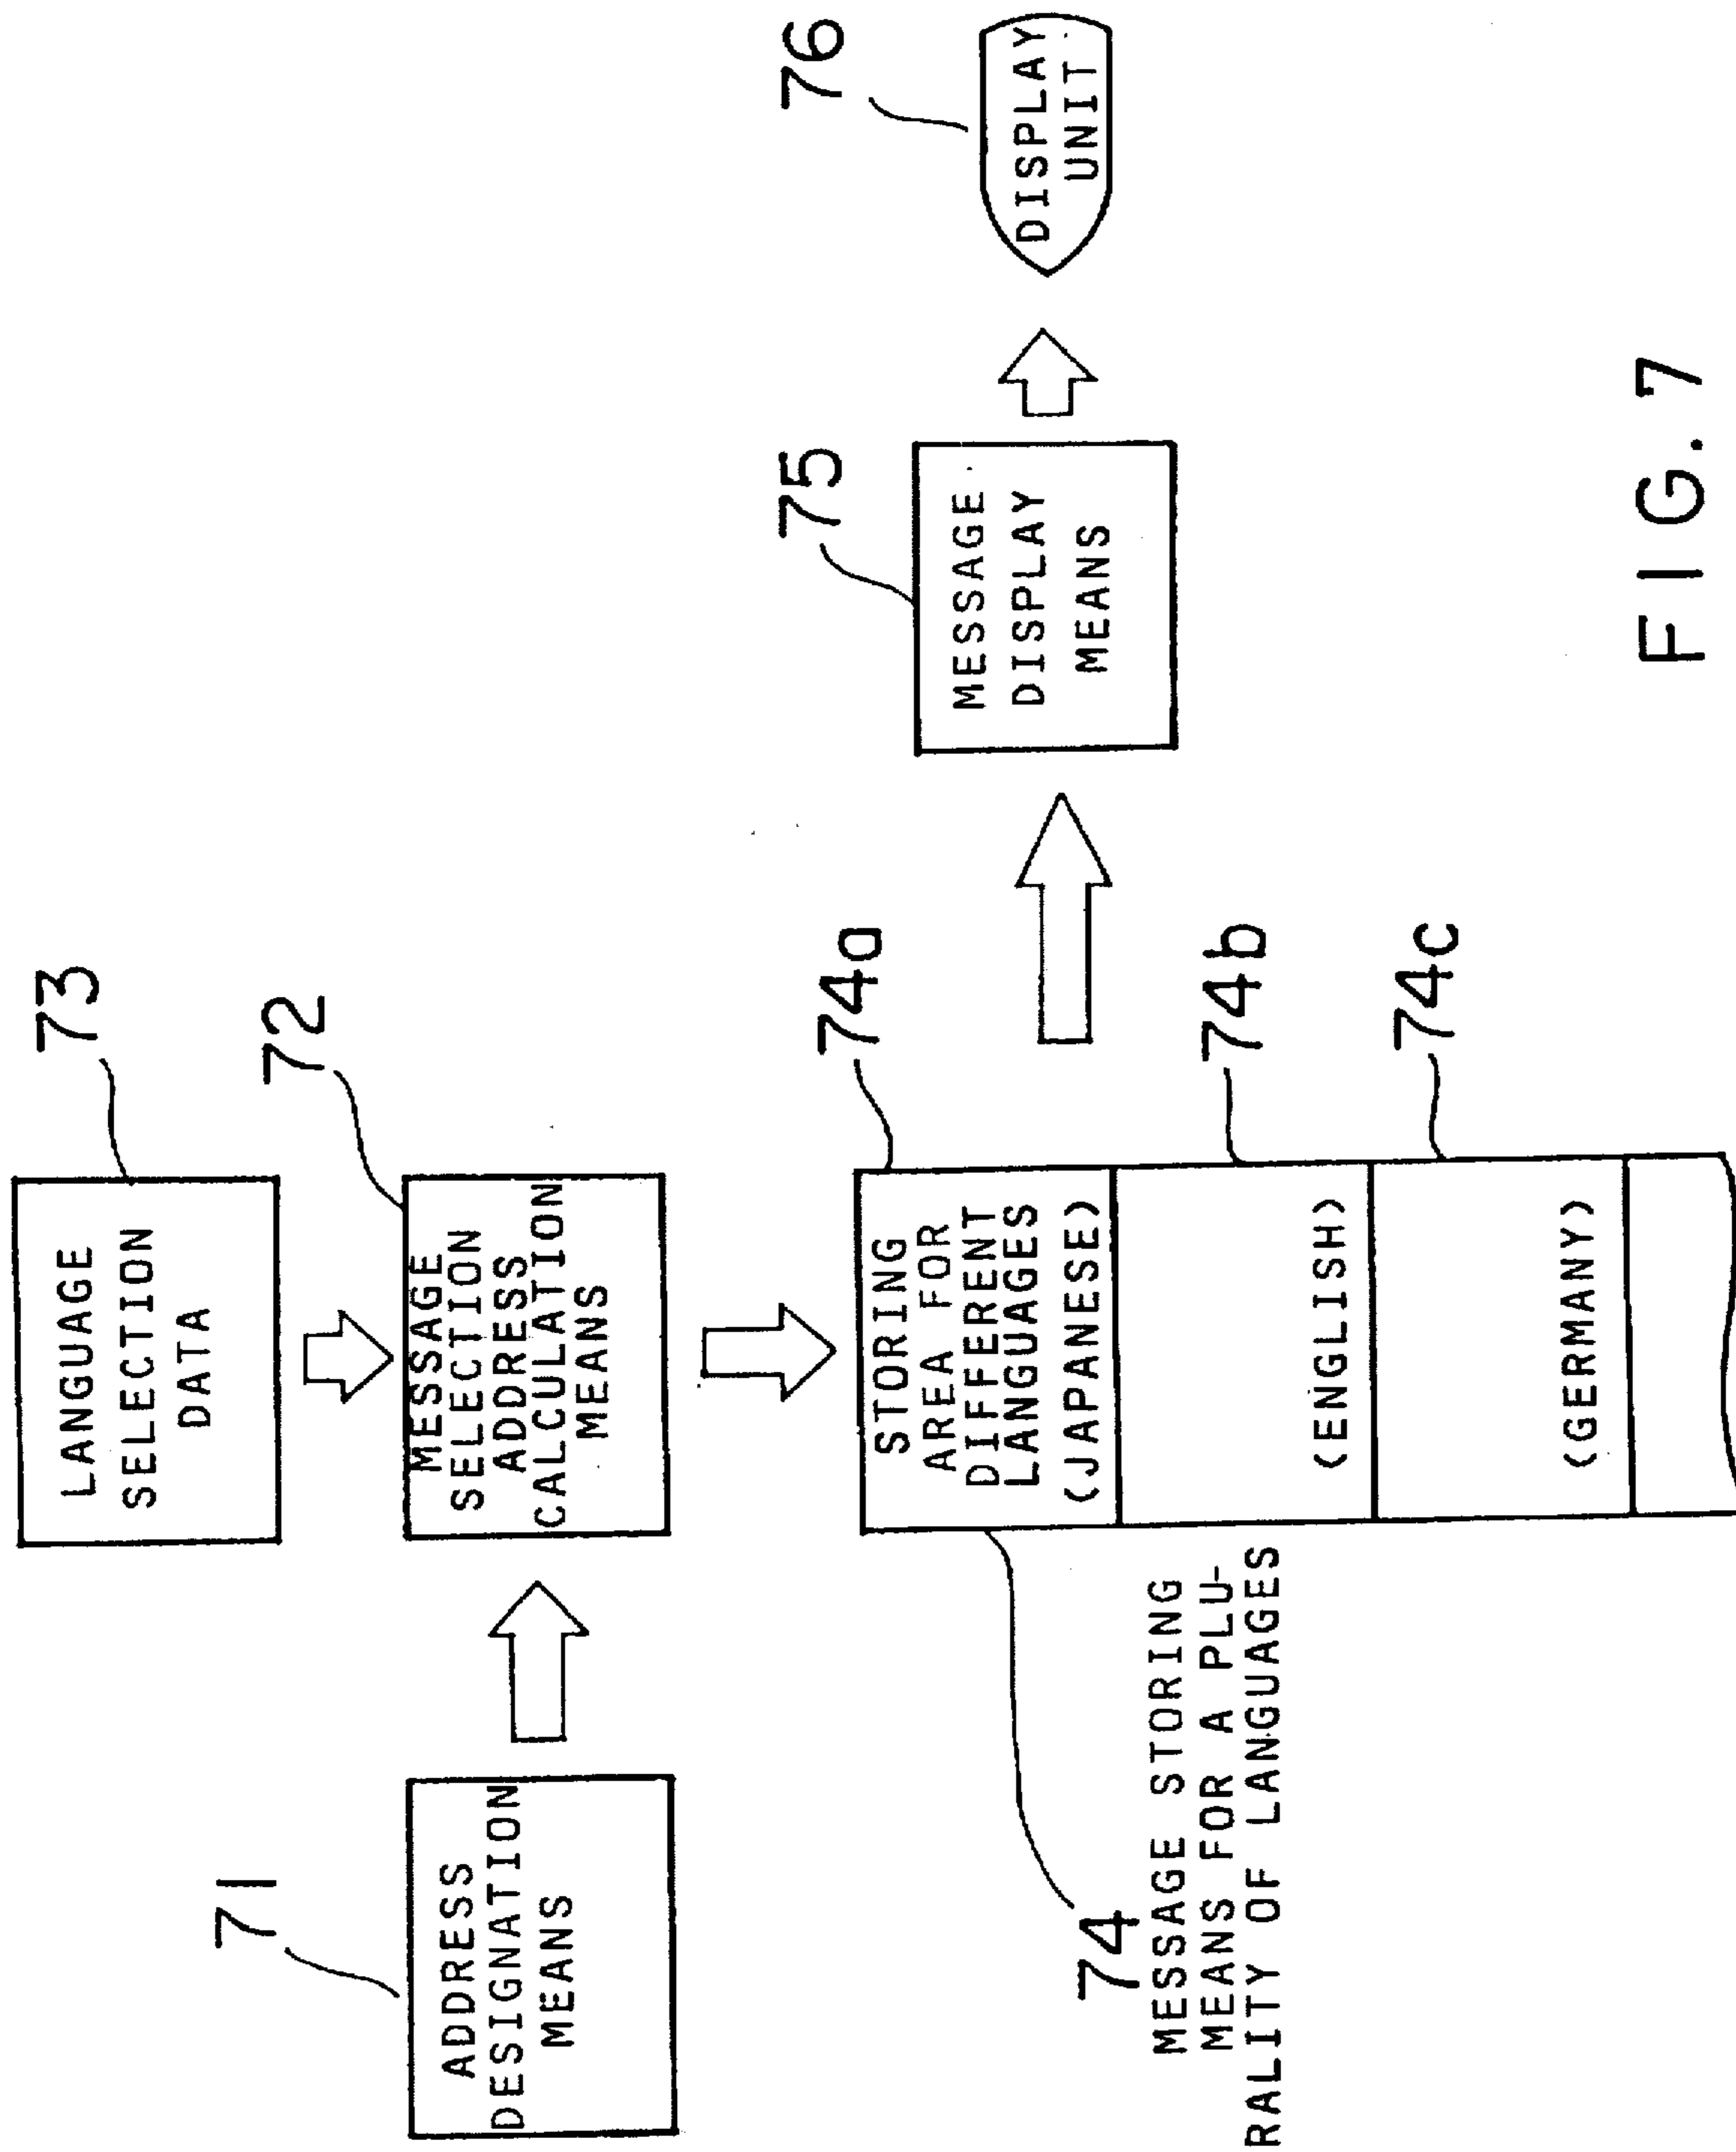 73
LANGUAGE
SELECTION
DATA
71
ADDRESS
DESIGNATION
MEANS
72
MESSAGE
SELECTION
ADDRESS
CALCULATION
MEANS
74
MESSAGE STORING
MEANS FOR A PLU-
RALITY OF LANGUAGES
74a
STORING
AREA FOR
DIFFERENT
LANGUAGES
(JAPANESE)
74b
(ENGLISH)
74c
(GERMANY)
75
MESSAGE
DISPLAY
MEANS
76
DISPLAY
UNIT
FIG. 7